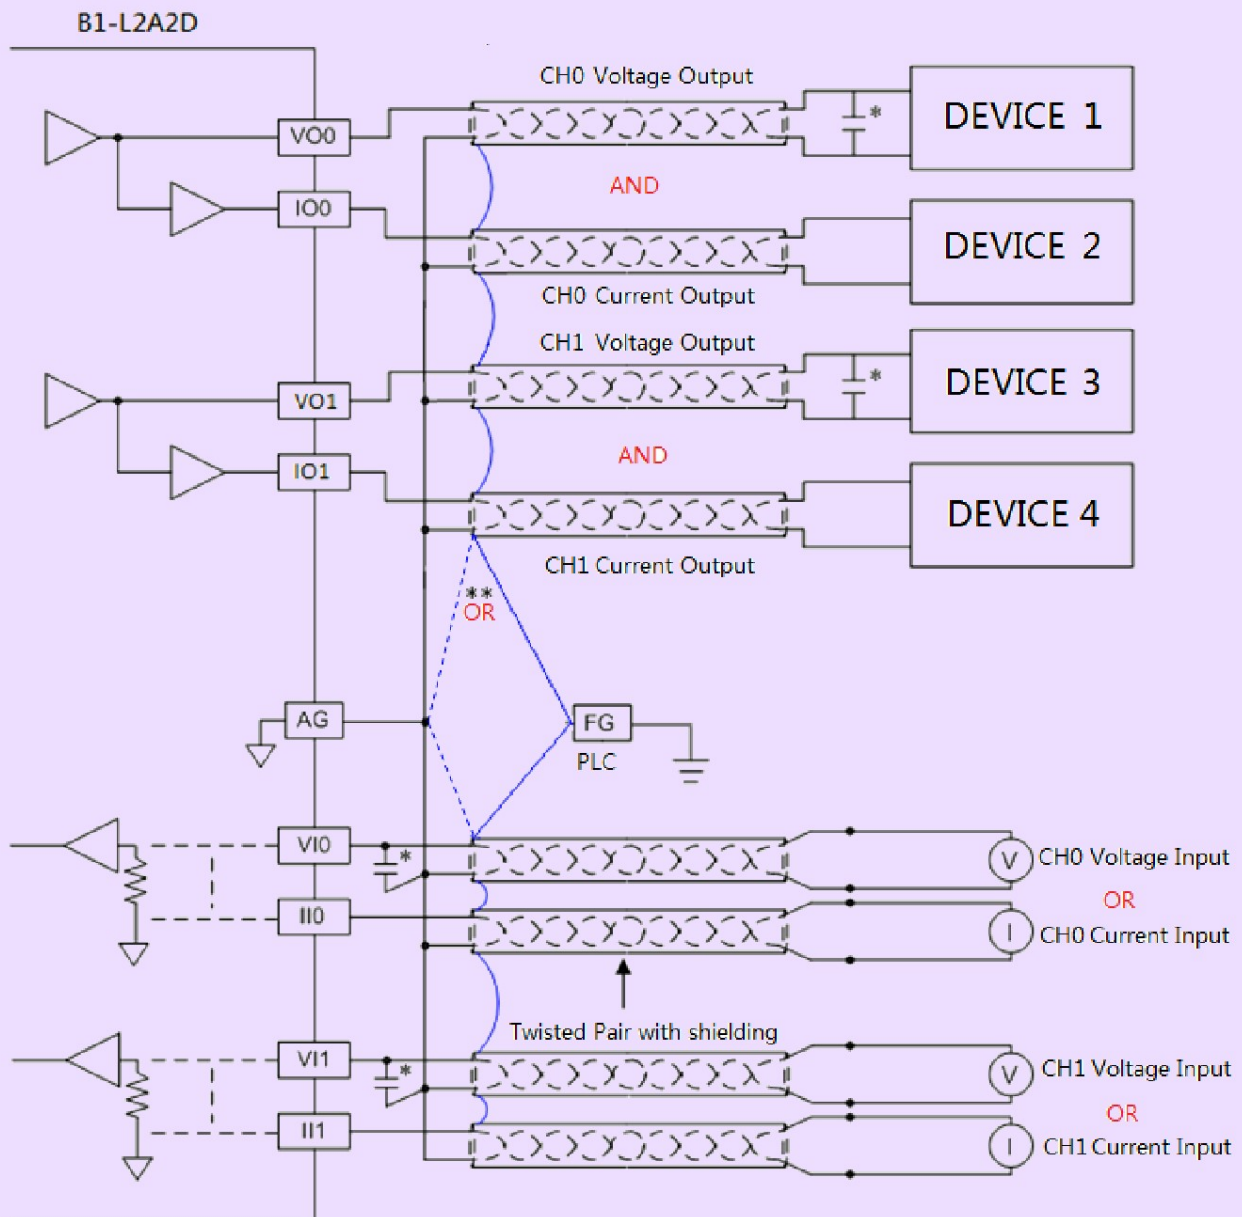 B1-L2A2D
CH0 Voltage Output
VO0
*
DEVICE 1
AND
IO0
DEVICE 2
CH0 Current Output
CH1 Voltage Output
VO1
*
DEVICE 3
AND
IO1
DEVICE 4
CH1 Current Output
**
OR
AG
FG
PLC
VI0
*
V
CH0 Voltage Input
OR
II0
I
CH0 Current Input
Twisted Pair with shielding
VI1
*
V
CH1 Voltage Input
OR
II1
I
CH1 Current Input